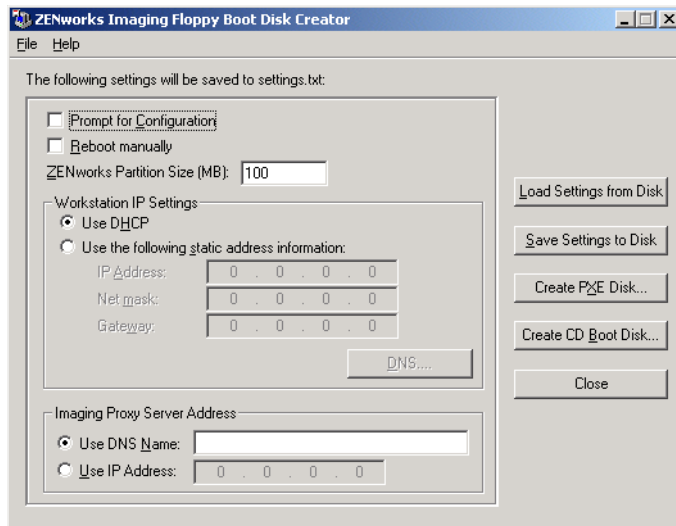 ZENworks Imaging Floppy Boot Disk Creator
File Help
The following settings will be saved to settings.txt:
Prompt for Configuration
Reboot manually
ZENworks Partition Size (MB): 100
Workstation IP Settings
Use DHCP
Use the following static address information:
IP Address: 0 . 0 . 0 . 0
Net mask: 0 . 0 . 0 . 0
Gateway: 0 . 0 . 0 . 0
DNS....
Imaging Proxy Server Address
Use DNS Name:
Use IP Address: 0 . 0 . 0 . 0
Load Settings from Disk
Save Settings to Disk
Create PXE Disk...
Create CD Boot Disk...
Close